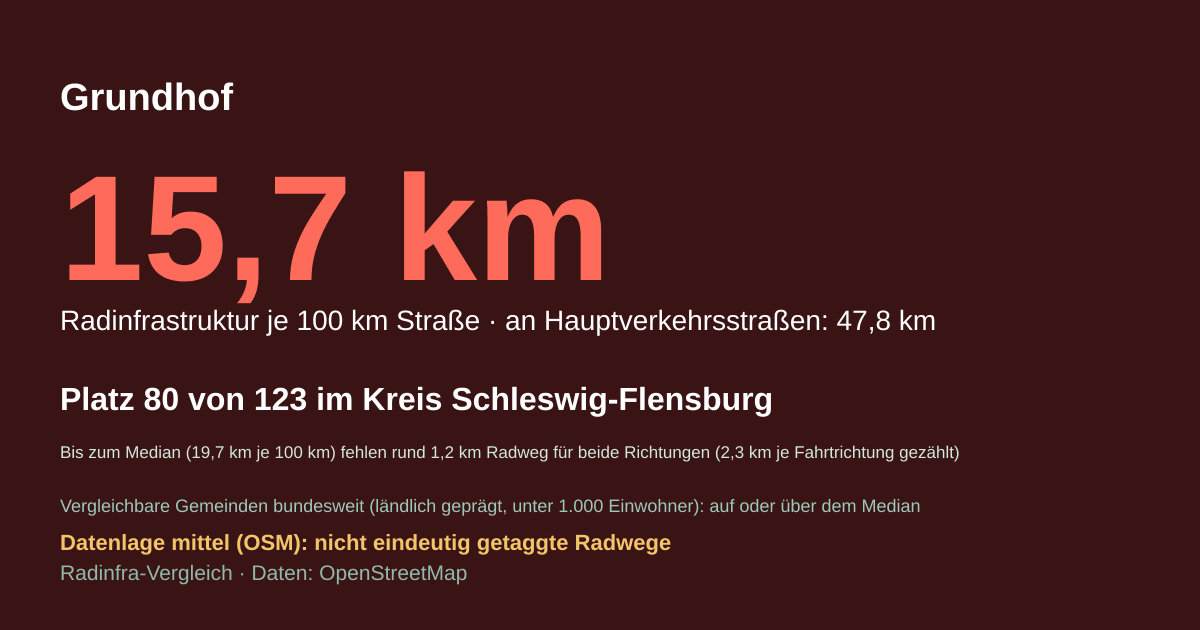 Grundhof
15,7 km
Radinfrastruktur je 100 km Straße · an Hauptverkehrsstraßen: 47,8 km
Platz 80 von 123 im Kreis Schleswig-Flensburg
Bis zum Median (19,7 km je 100 km) fehlen rund 1,2 km Radweg für beide Richtungen (2,3 km je Fahrtrichtung gezählt)
Vergleichbare Gemeinden bundesweit (ländlich geprägt, unter 1.000 Einwohner): auf oder über dem Median
Datenlage mittel (OSM): nicht eindeutig getaggte Radwege
Radinfra-Vergleich · Daten: OpenStreetMap